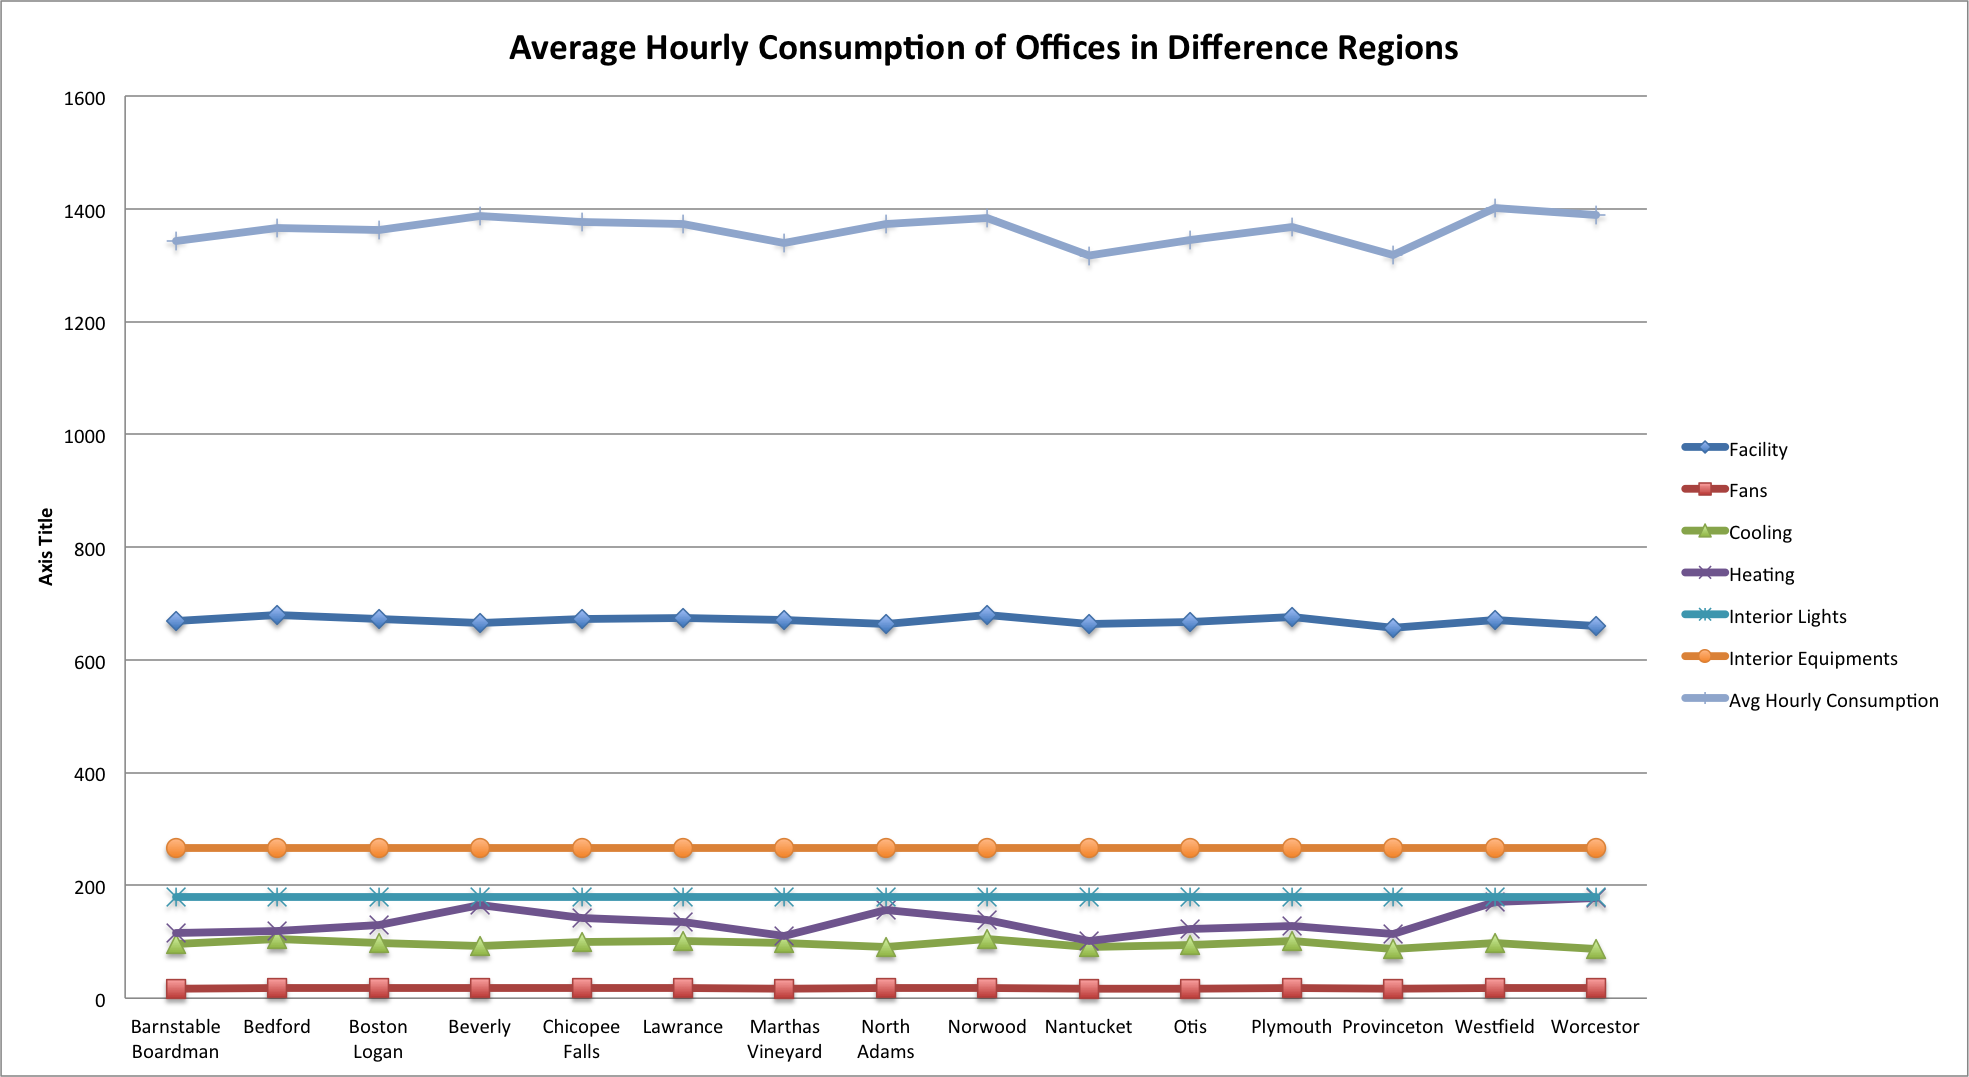 Average Hourly Consumption of Offices in Difference Regions
1600
1400
1200
1000
800
600
400
200
0
Axis Title
Barnstable
Boardman
Bedford
Boston
Logan
Beverly
Chicopee
Falls
Lawrance
Marthas
Vineyard
North
Adams
Norwood
Nantucket
Otis
Plymouth
Provinceton
Westfield
Worcestor
Facility
Fans
Cooling
Heating
Interior Lights
Interior Equipments
Avg Hourly Consumption